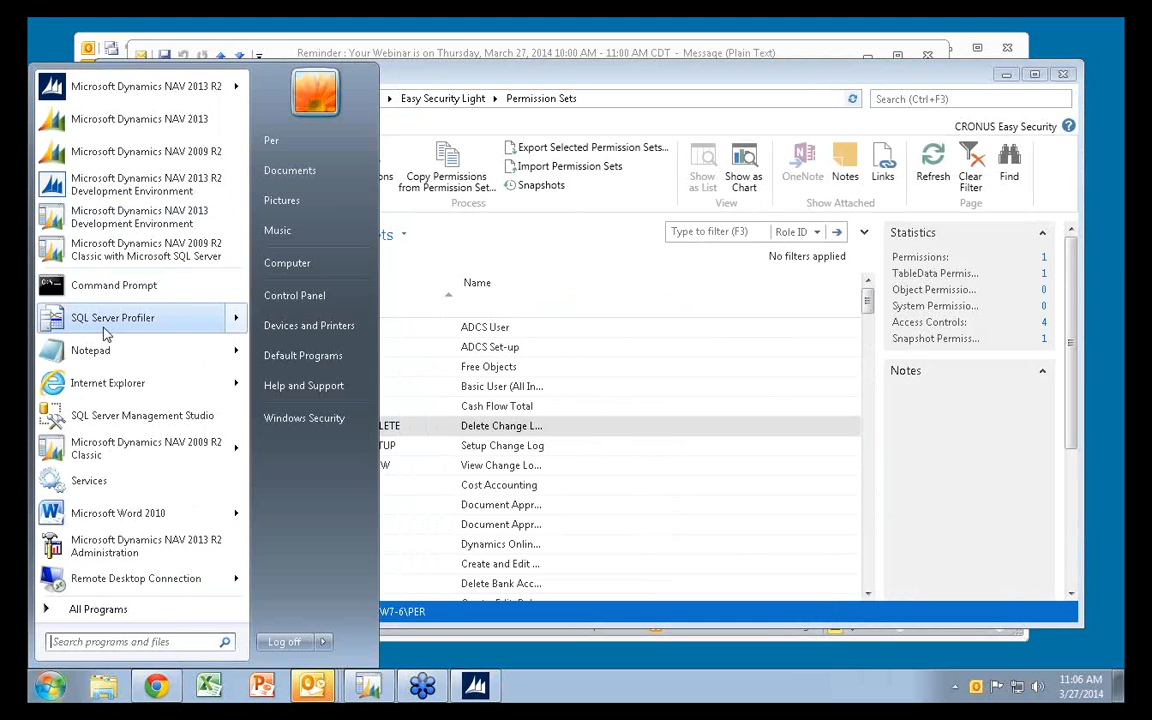 Reminder : Your Webinar is on Thursday, March 27, 2014 10:00 AM - 11:00 AM CDT - Message (Plain Text)
Microsoft Dynamics NAV 2013 R2
Microsoft Dynamics NAV 2013
Microsoft Dynamics NAV 2009 R2
Microsoft Dynamics NAV 2013 R2
Development Environment
Microsoft Dynamics NAV 2013
Development Environment
Microsoft Dynamics NAV 2009 R2
Classic with Microsoft SQL Server
Command Prompt
SQL Server Profiler
Notepad
Internet Explorer
SQL Server Management Studio
Microsoft Dynamics NAV 2009 R2
Classic
Services
Microsoft Word 2010
Microsoft Dynamics NAV 2013 R2
Administration
Remote Desktop Connection
All Programs
Search programs and files
Per
Documents
Pictures
Music
Computer
Control Panel
Devices and Printers
Default Programs
Help and Support
Windows Security
Log off
Easy Security Light
Permission Sets
Search (Ctrl+F3)
CRONUS Easy Security
ons
Copy Permissions
from Permission Set...
Export Selected Permission Sets...
Import Permission Sets
Snapshots
Process
Show
as List
Show as
Chart
View
OneNote
Notes
Links
Show Attached
Refresh
Clear
Filter
Find
Page
ets
Type to filter (F3)
Role ID
No filters applied
Name
ADCS User
ADCS Set-up
Free Objects
Basic User (All In...
Cash Flow Total
LETE Delete Change L...
TUP Setup Change Log
W View Change Lo...
Cost Accounting
Document Appr...
Document Appr...
Dynamics Onlin...
Create and Edit ...
Delete Bank Acc...
Statistics
Permissions: 1
TableData Permis... 1
Object Permissio... 0
System Permissio... 0
Access Controls: 4
Snapshot Permiss... 1
Notes
W7-6\PER
11:06 AM
3/27/2014